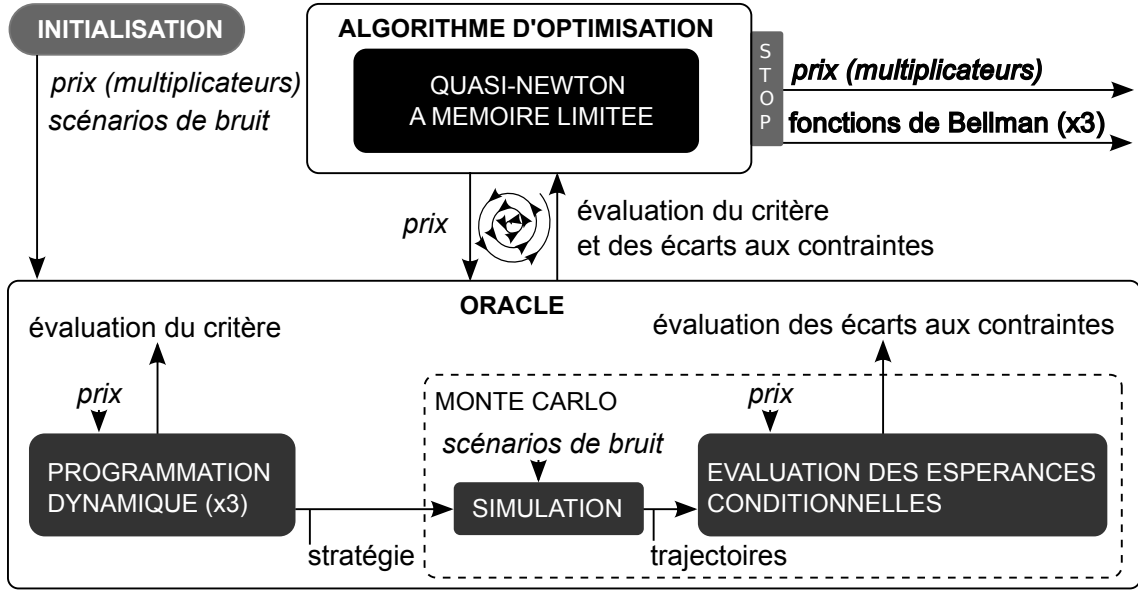 INITIALISATION
prix (multiplicateurs)
scénarios de bruit
ALGORITHME D'OPTIMISATION
QUASI-NEWTON
A MEMOIRE LIMITEE
STOP
prix (multiplicateurs)
fonctions de Bellman (x3)
prix
évaluation du critère
et des écarts aux contraintes
ORACLE
évaluation du critère
évaluation des écarts aux contraintes
prix
MONTE CARLO
prix
scénarios de bruit
PROGRAMMATION
DYNAMIQUE (x3)
SIMULATION
EVALUATION DES ESPERANCES
CONDITIONNELLES
stratégie
trajectoires